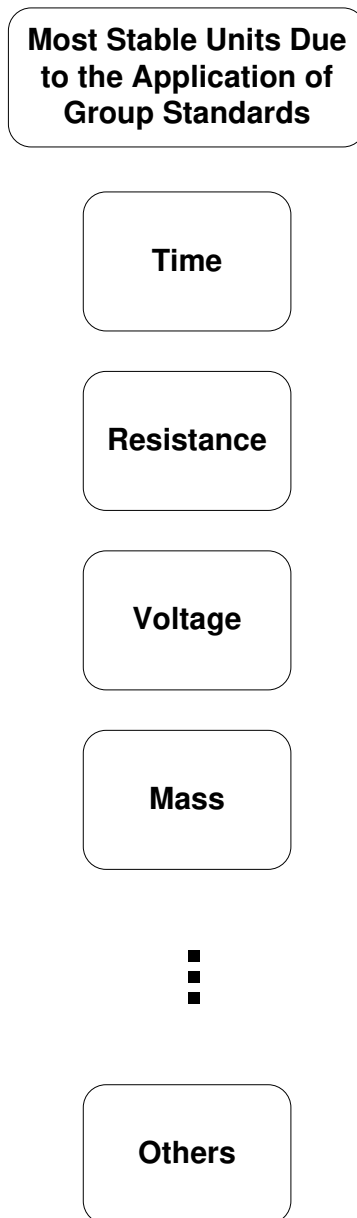 Most Stable Units Due
to the Application of
Group Standards
Time
Resistance
Voltage
Mass
Others